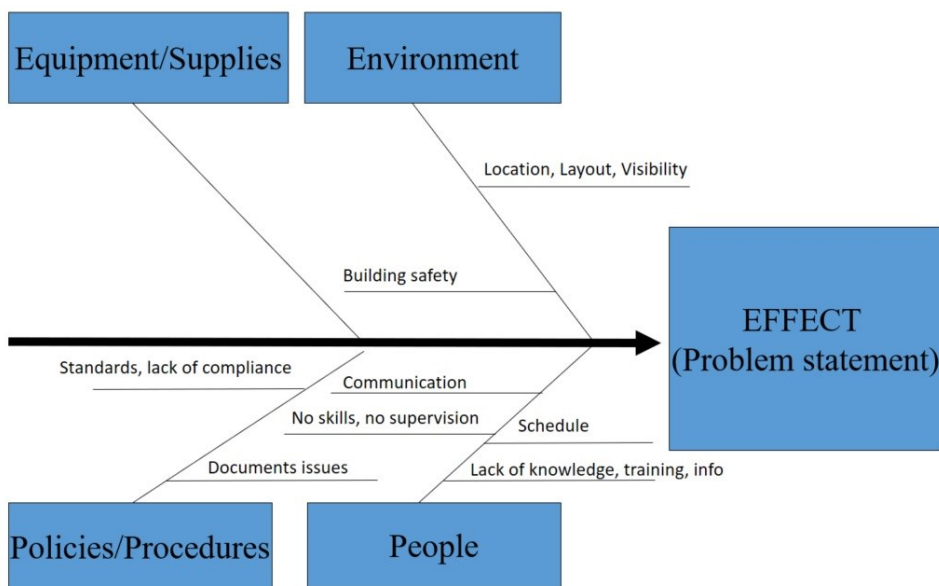 Equipment/Supplies
Environment
Location, Layout, Visibility
Building safety
EFFECT
(Problem statement)
Standards, lack of compliance
Communication
No skills, no supervision
Schedule
Documents issues
Lack of knowledge, training, info
Policies/Procedures
People